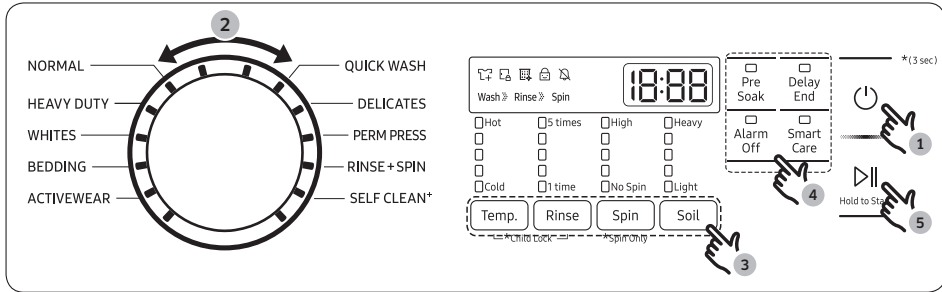 2
NORMAL
HEAVY DUTY
WHITES
BEDDING
ACTIVEWEAR
QUICK WASH
DELICATES
PERM PRESS
RINSE+SPIN
SELF CLEAN+
18:88
Wash » Rinse » Spin
Hot 5 times High Heavy
Cold 1 time No Spin Light
Temp. Rinse Spin Soil
*Child Lock *Spin Only
3
Pre Delay
Soak End
Alarm Smart
Off Care
4
*(3 sec)
1
Hold to
5